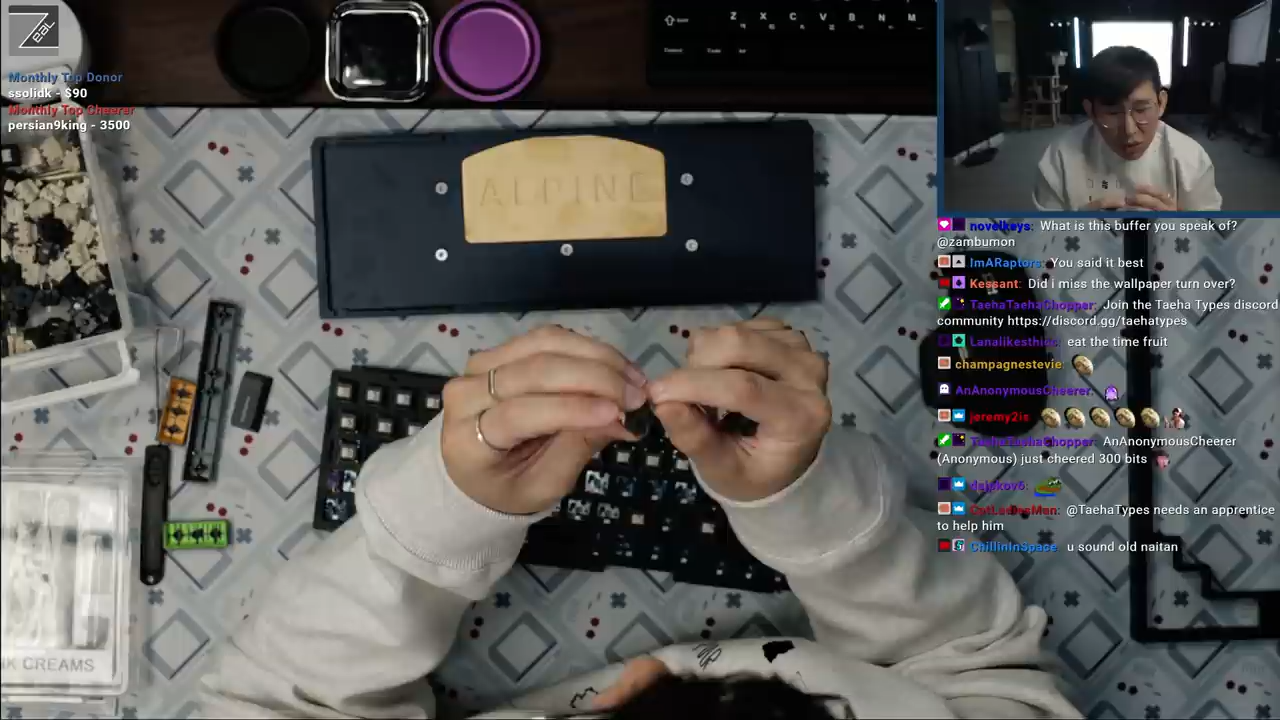 Zeal
Monthly Top Donor
ssolidk - $90
Monthly Top Cheerer
persian9king - 3500
Z X C V B N M
ALPINE
NK CREAMS
novelkeys: What is this buffer you speak of?
@zambumon
ImARaptors: You said it best
Kessant: Did i miss the wallpaper turn over?
TaehaTaehaChopper: Join the Taeha Types discord
community https://discord.gg/taehatypes
eat the time fruit
champagnestevie:
AnAnonymousCheerer:
jeremy2is
TaehaTaehaChopper: AnAnonymousCheerer
(Anonymous) just cheered 300 bits
CatLadiesMan: @TaehaTypes needs an apprentice
to help him
ChillinInSpace: u sound old naitan